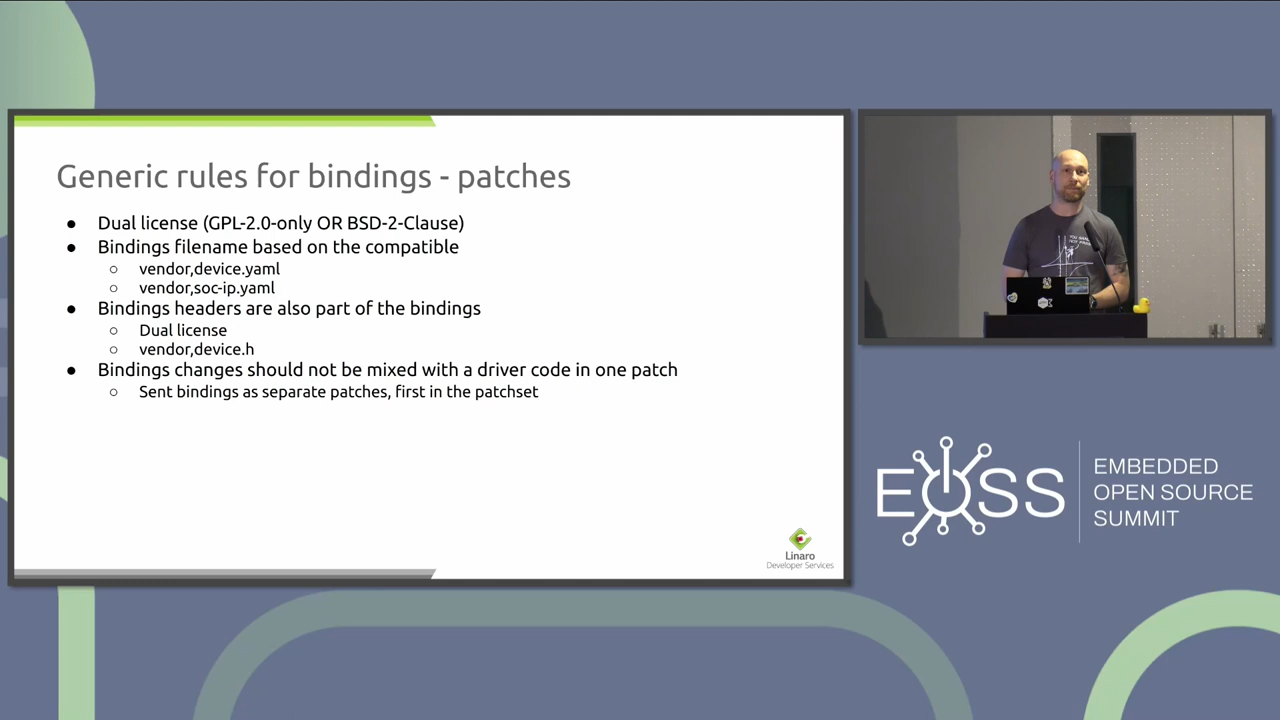 Generic rules for bindings - patches
● Dual license (GPL-2.0-only OR BSD-2-Clause)
● Bindings filename based on the compatible
○ vendor,device.yaml
○ vendor,soc-ip.yaml
● Bindings headers are also part of the bindings
○ Dual license
○ vendor,device.h
● Bindings changes should not be mixed with a driver code in one patch
○ Sent bindings as separate patches, first in the patchset
Linaro
Developer Services
EOSS
EMBEDDED
OPEN SOURCE
SUMMIT